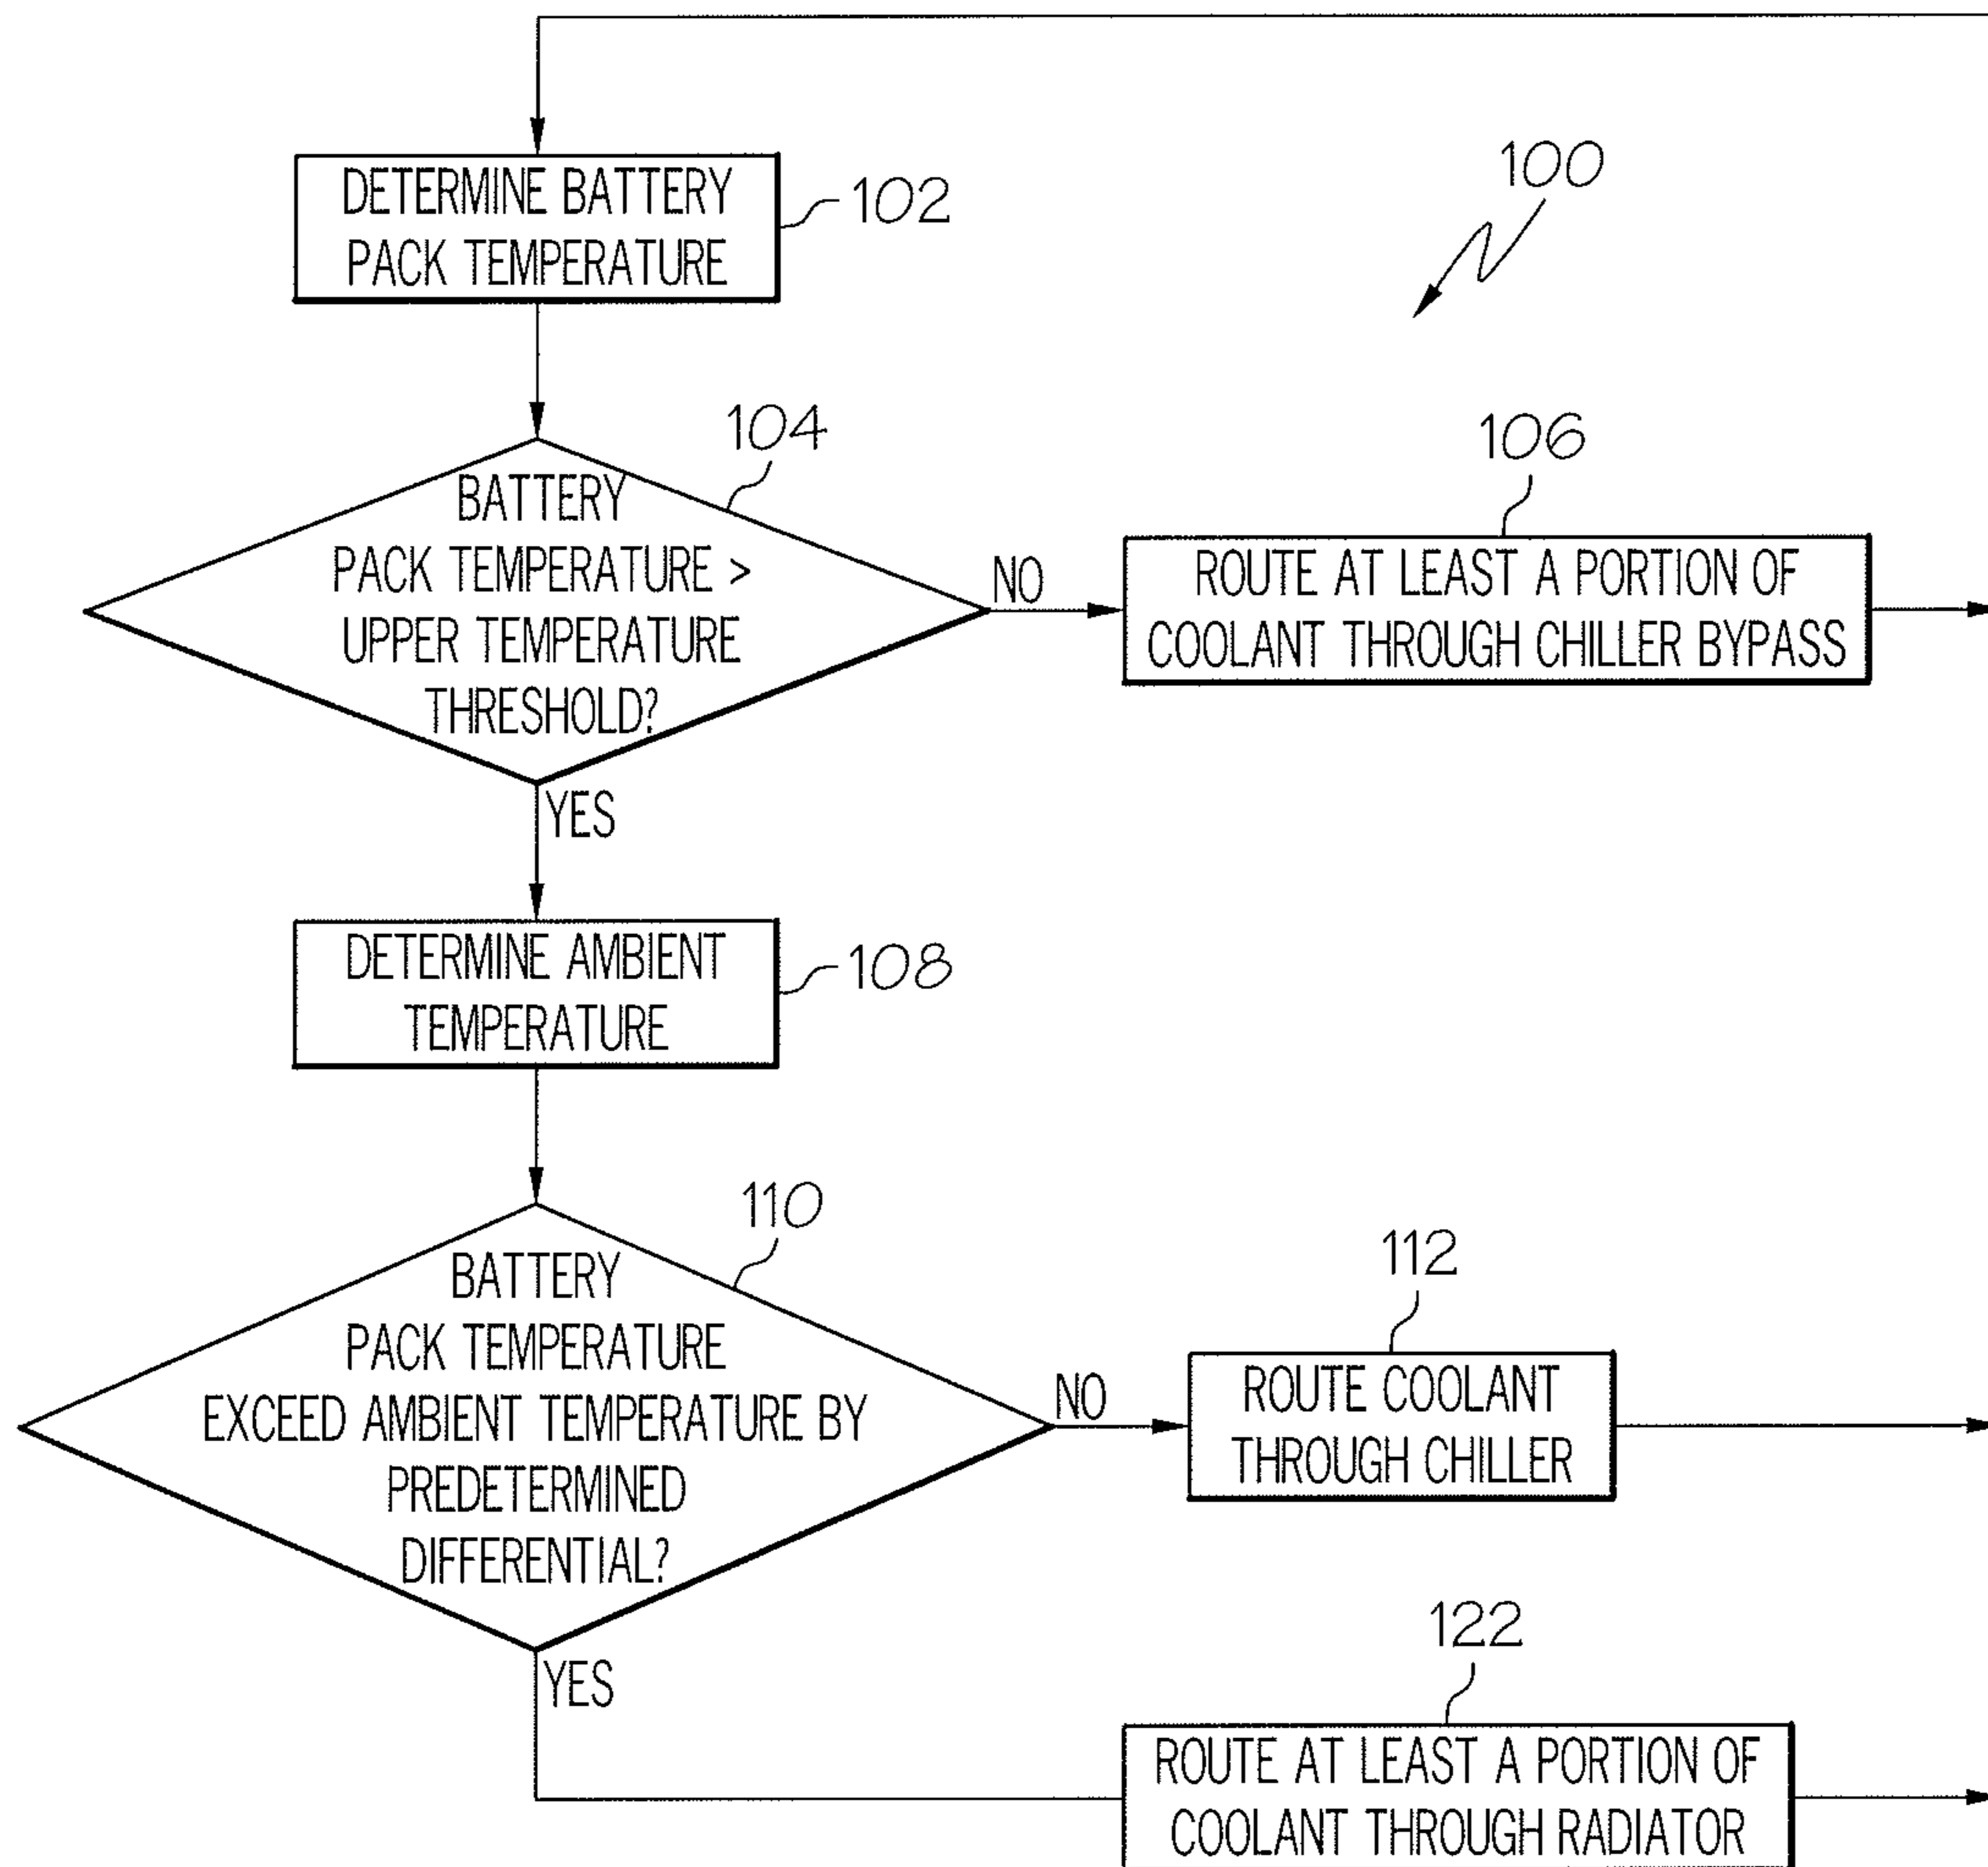 100
DETERMINE BATTERY
PACK TEMPERATURE
102
104
BATTERY
PACK TEMPERATURE >
UPPER TEMPERATURE
THRESHOLD?
NO
106
ROUTE AT LEAST A PORTION OF
COOLANT THROUGH CHILLER BYPASS
YES
DETERMINE AMBIENT
TEMPERATURE
108
110
BATTERY
PACK TEMPERATURE
EXCEED AMBIENT TEMPERATURE BY
PREDETERMINED
DIFFERENTIAL?
NO
112
ROUTE COOLANT
THROUGH CHILLER
YES
122
ROUTE AT LEAST A PORTION OF
COOLANT THROUGH RADIATOR